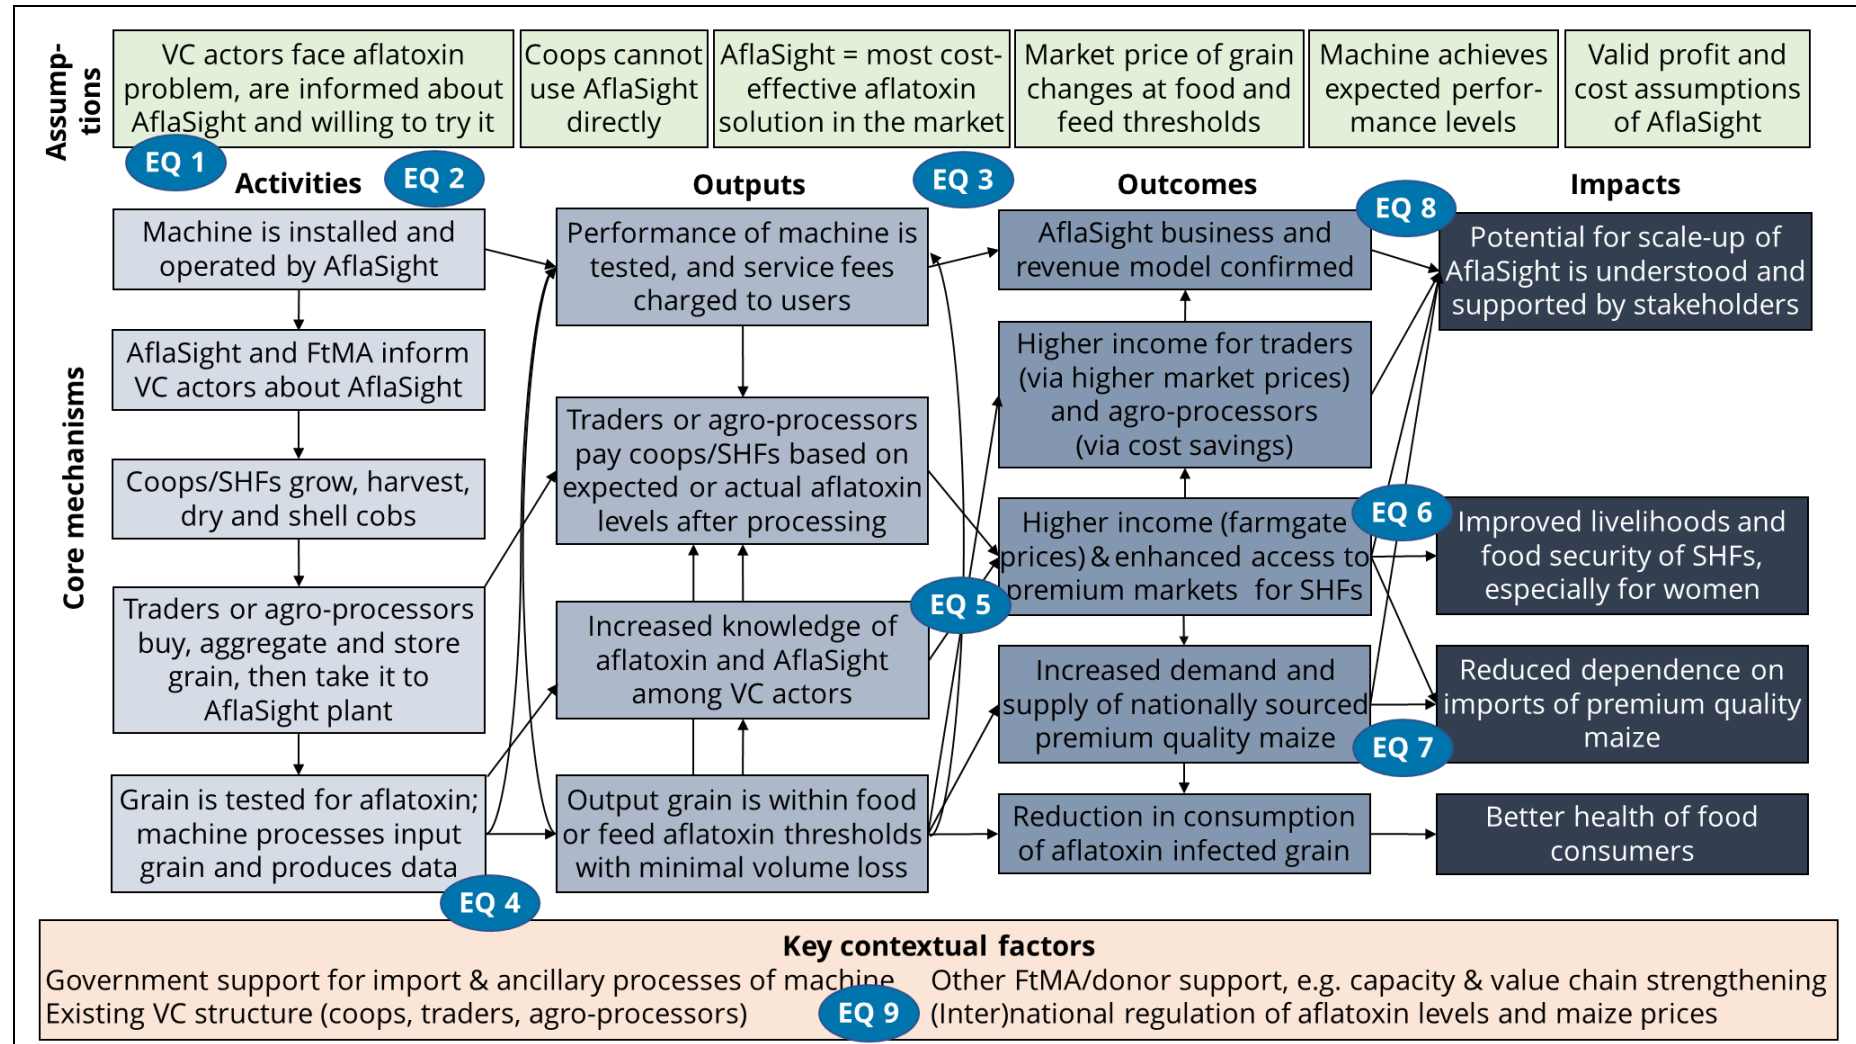 Assump-
tions
VC actors face aflatoxin
problem, are informed about
AflaSight and willing to try it
Coops cannot
use AflaSight
directly
AflaSight = most cost-
effective aflatoxin
solution in the market
Market price of grain
changes at food and
feed thresholds
Machine achieves
expected perfor-
mance levels
Valid profit and
cost assumptions
of AflaSight
EQ 1
Activities
EQ 2
Outputs
EQ 3
Outcomes
EQ 8
Impacts
Core mechanisms
Machine is installed and
operated by AflaSight
AflaSight and FtMA inform
VC actors about AflaSight
Coops/SHFs grow, harvest,
dry and shell cobs
Traders or agro-processors
buy, aggregate and store
grain, then take it to
AflaSight plant
Grain is tested for aflatoxin;
machine processes input
grain and produces data
EQ 4
Performance of machine is
tested, and service fees
charged to users
Traders or agro-processors
pay coops/SHFs based on
expected or actual aflatoxin
levels after processing
Increased knowledge of
aflatoxin and AflaSight
among VC actors
EQ 5
Output grain is within food
or feed aflatoxin thresholds
with minimal volume loss
AflaSight business and
revenue model confirmed
Higher income for traders
(via higher market prices)
and agro-processors
(via cost savings)
Higher income (farmgate
prices) & enhanced access to
premium markets for SHFs
EQ 6
Increased demand and
supply of nationally sourced
premium quality maize
EQ 7
Reduction in consumption
of aflatoxin infected grain
Potential for scale-up of
AflaSight is understood and
supported by stakeholders
Improved livelihoods and
food security of SHFs,
especially for women
Reduced dependence on
imports of premium quality
maize
Better health of food
consumers
Key contextual factors
Government support for import & ancillary processes of machine
Existing VC structure (coops, traders, agro-processors)
EQ 9
Other FtMA/donor support, e.g. capacity & value chain strengthening
(Inter)national regulation of aflatoxin levels and maize prices